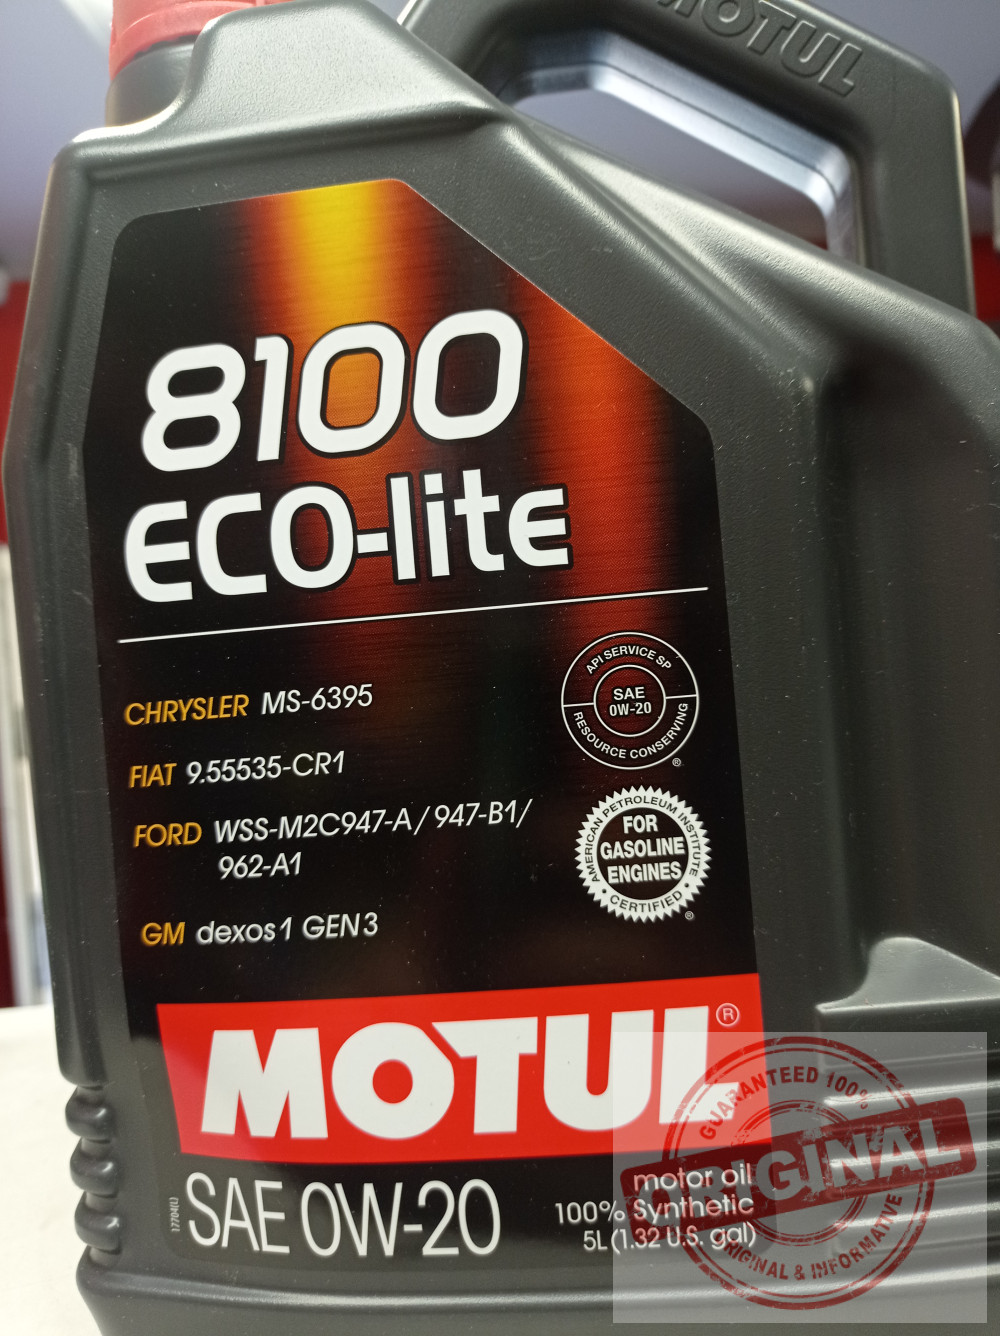 MOTUL
8100
ECO-lite
CHRYSLER MS-6395
FIAT 9.55535-CR1
FORD WSS-M2C947-A / 947-B1/
962-A1
GM dexos1 GEN3
API SERVICE SP
SAE
0W-20
RESOURCE CONSERVING
®
AMERICAN PETROLEUM INSTITUTE
FOR
GASOLINE
ENGINES
• CERTIFIED •
®
MOTUL®
SAE 0W-20
motor oil
100% Synthetic
5L (1.32 U.S. gal)
17704(L)
GUARANTEED 100%
ORIGINAL
ORIGINAL & INFORMATIVE